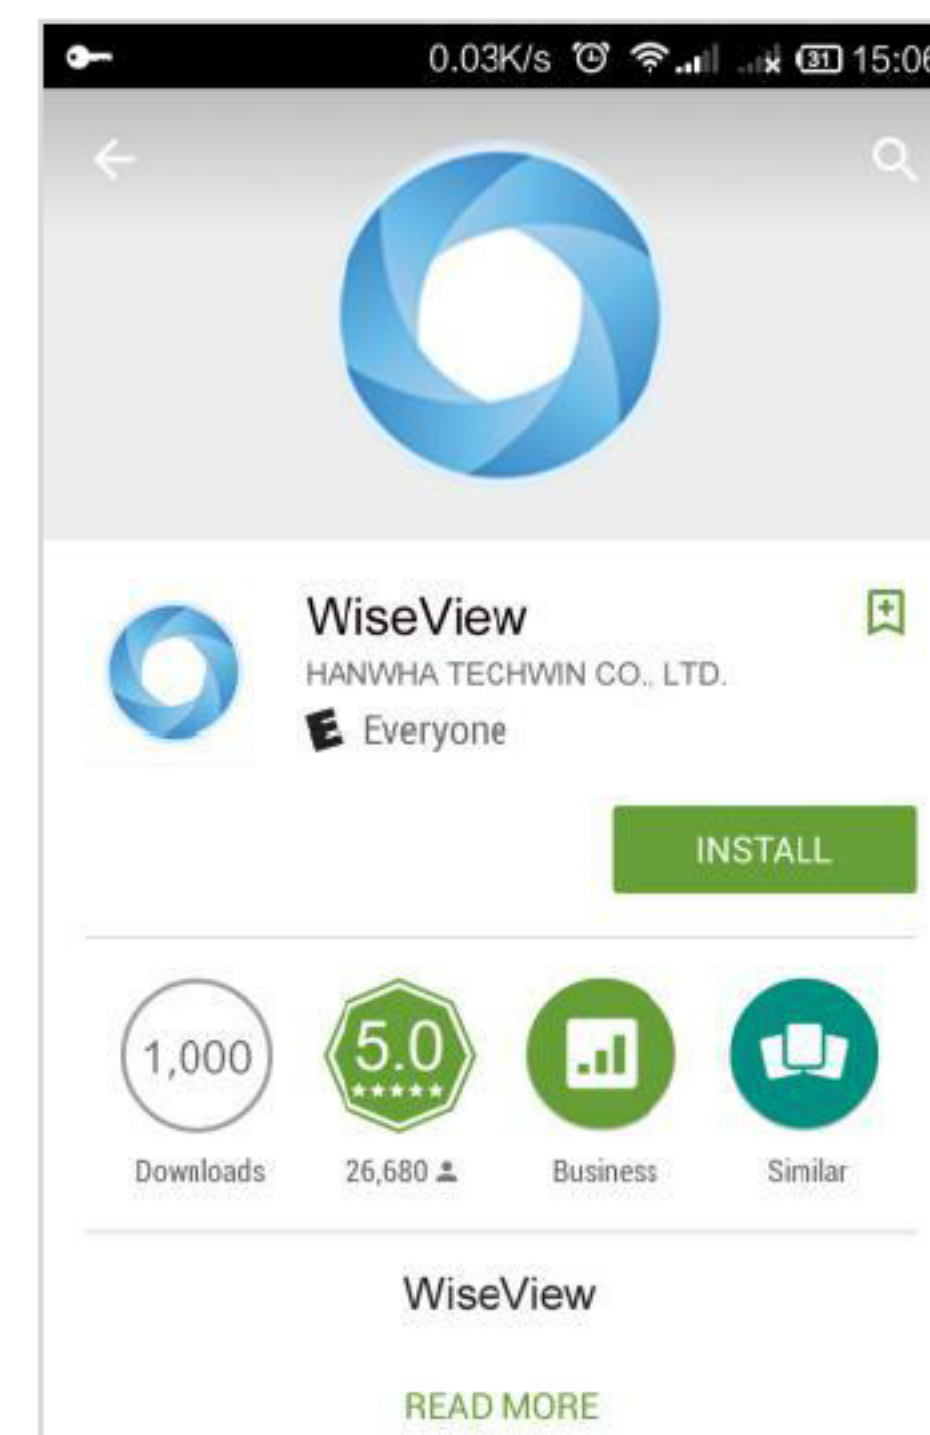 0.03K/s 31 15:06
WiseView
HANWHA TECHWIN CO., LTD.
E Everyone
INSTALL
1,000
5.0
Downloads
26,680
Business
Similar
WiseView
READ MORE